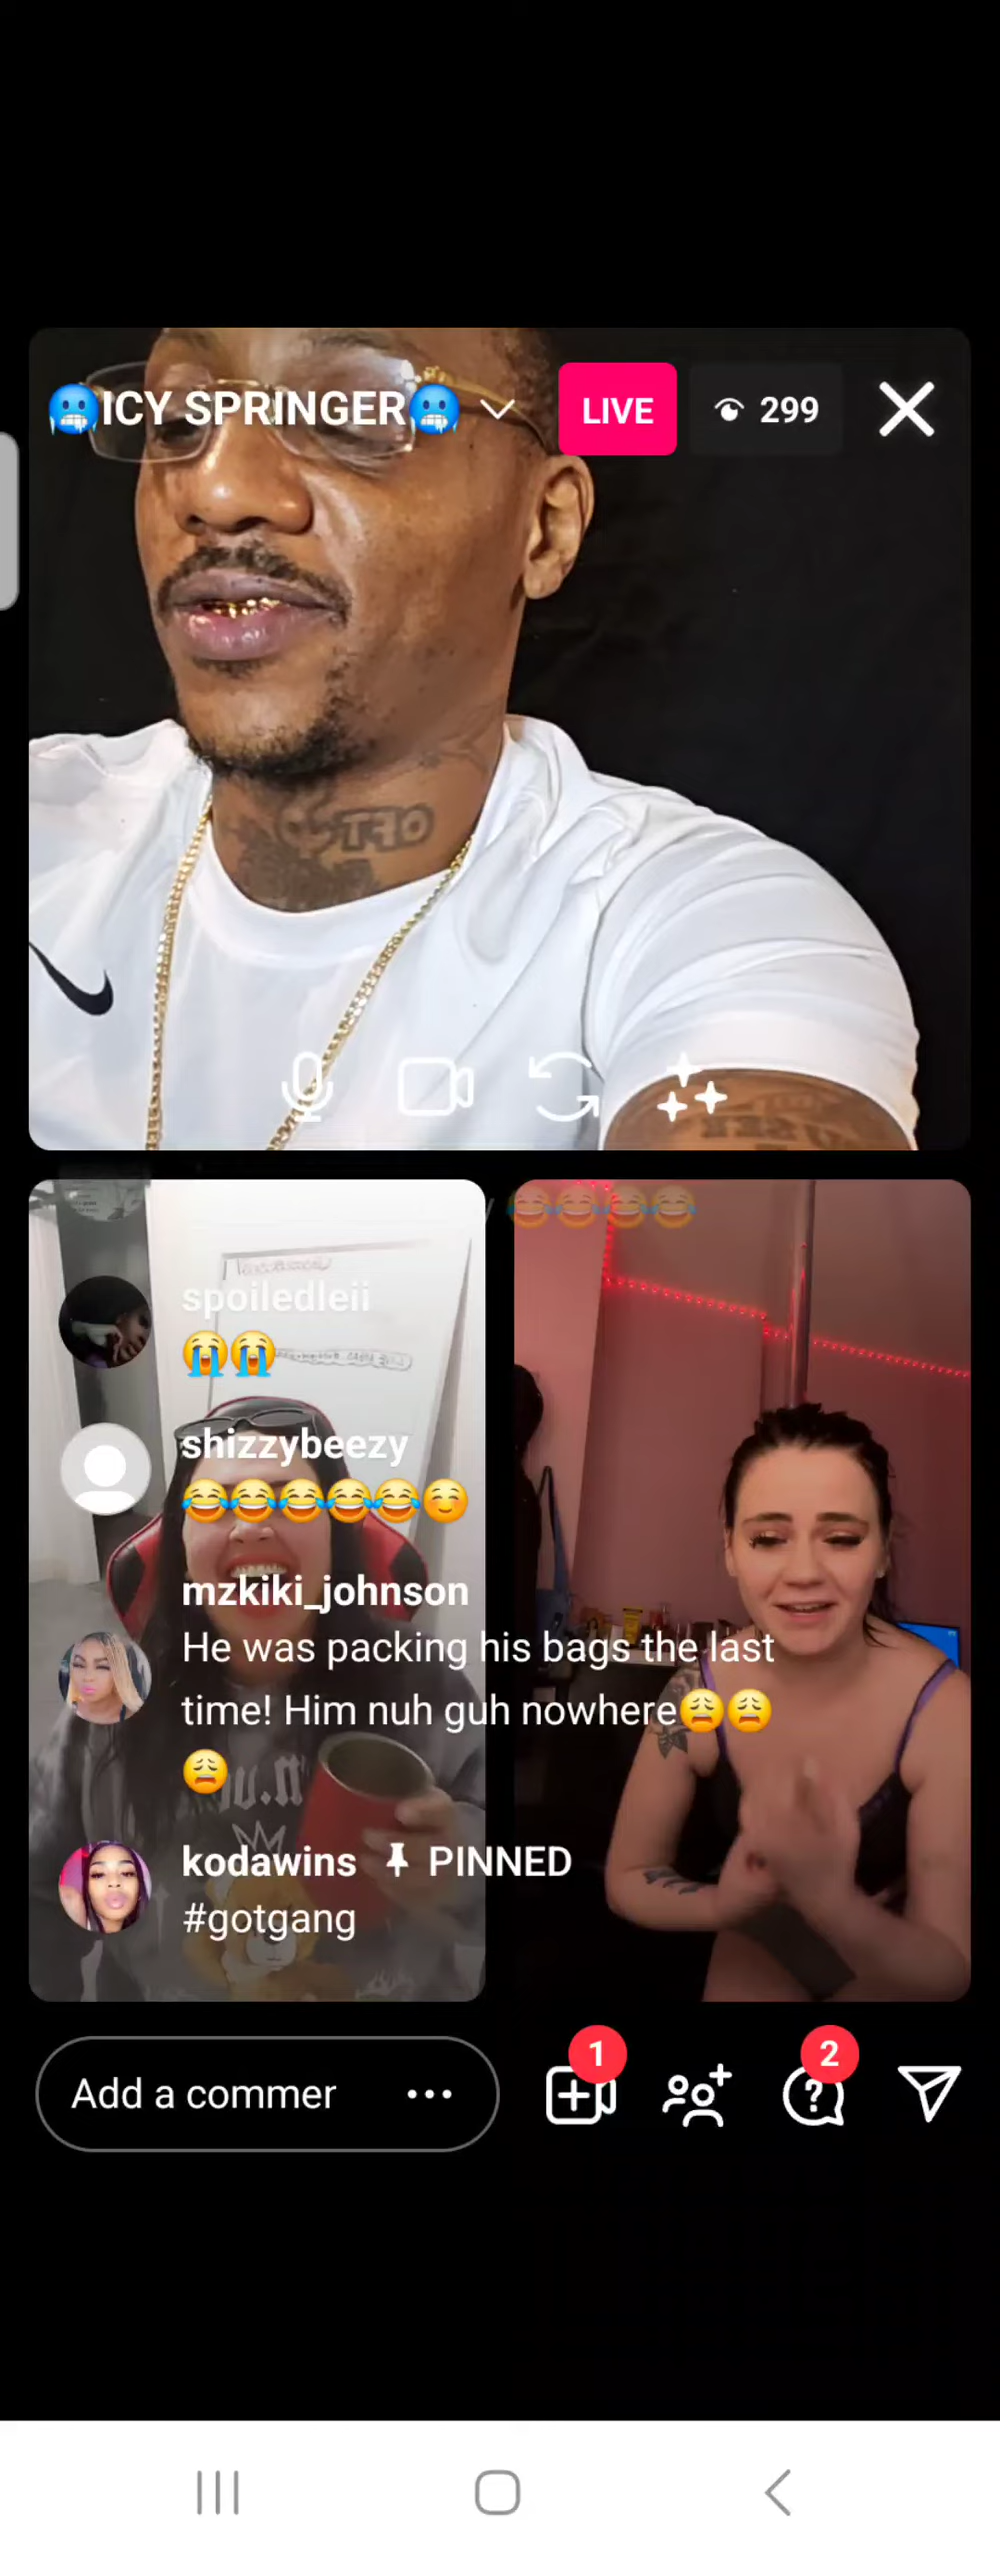 🥶ICY SPRINGER🥶
LIVE
299
😂😂😂😂
spoiledleii
😭😭
shizzybeezy
😂😂😂😂😂☺️
mzkiki_johnson
He was packing his bags the last
time! Him nuh guh nowhere😩😩
😩
kodawins PINNED
#gotgang
Add a commer
1
2